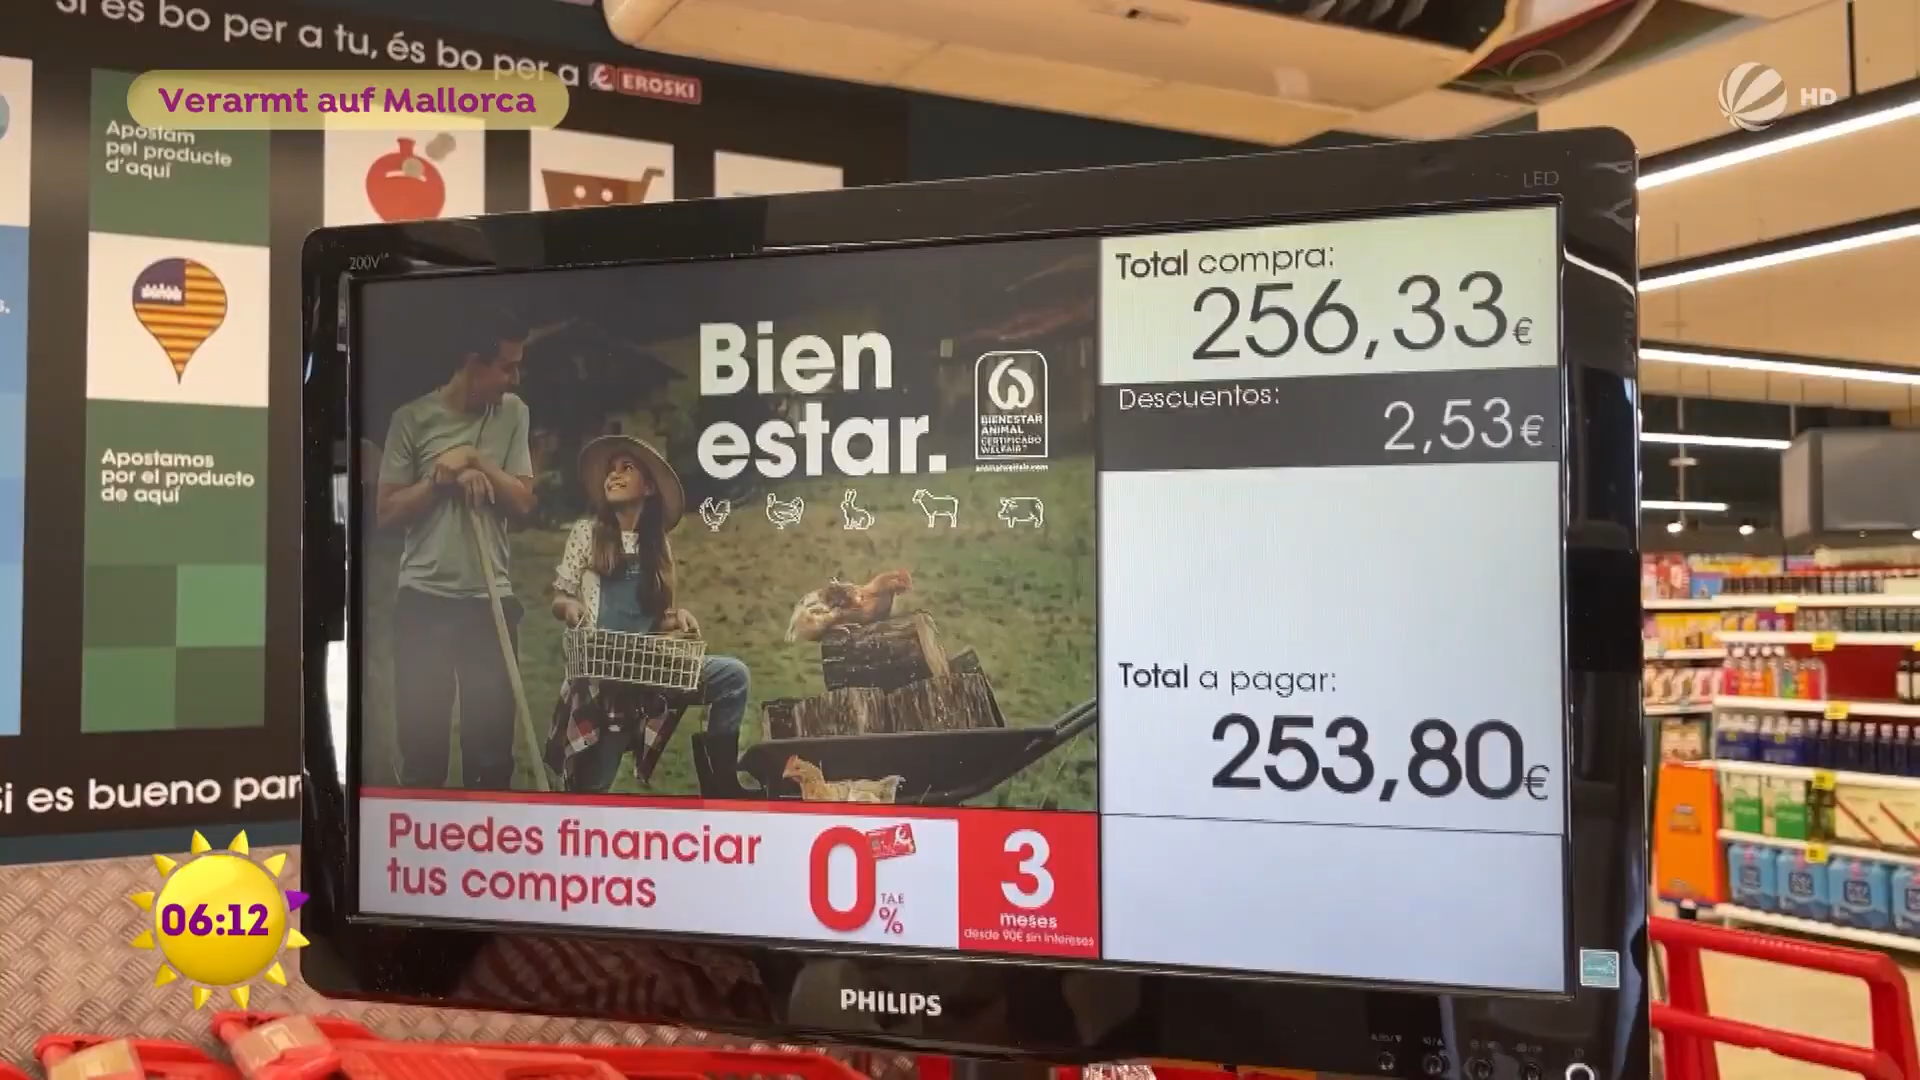 Si és bo per a tu, és bo per a EROSKI
Verarmt auf Mallorca
HD
Apostam
pel producte
d'aquí
Apostamos
por el producto
de aquí
Si es bueno par
200V
LED
Bien
estar.
BIENESTAR
ANIMAL
CERTIFICADO
WELFAIR
Total compra:
256,33€
Descuentos:
2,53€
Total a pagar:
253,80€
Puedes financiar
tus compras
0 TAE
%
3
meses
desde 90€ sin intereses
PHILIPS
06:12